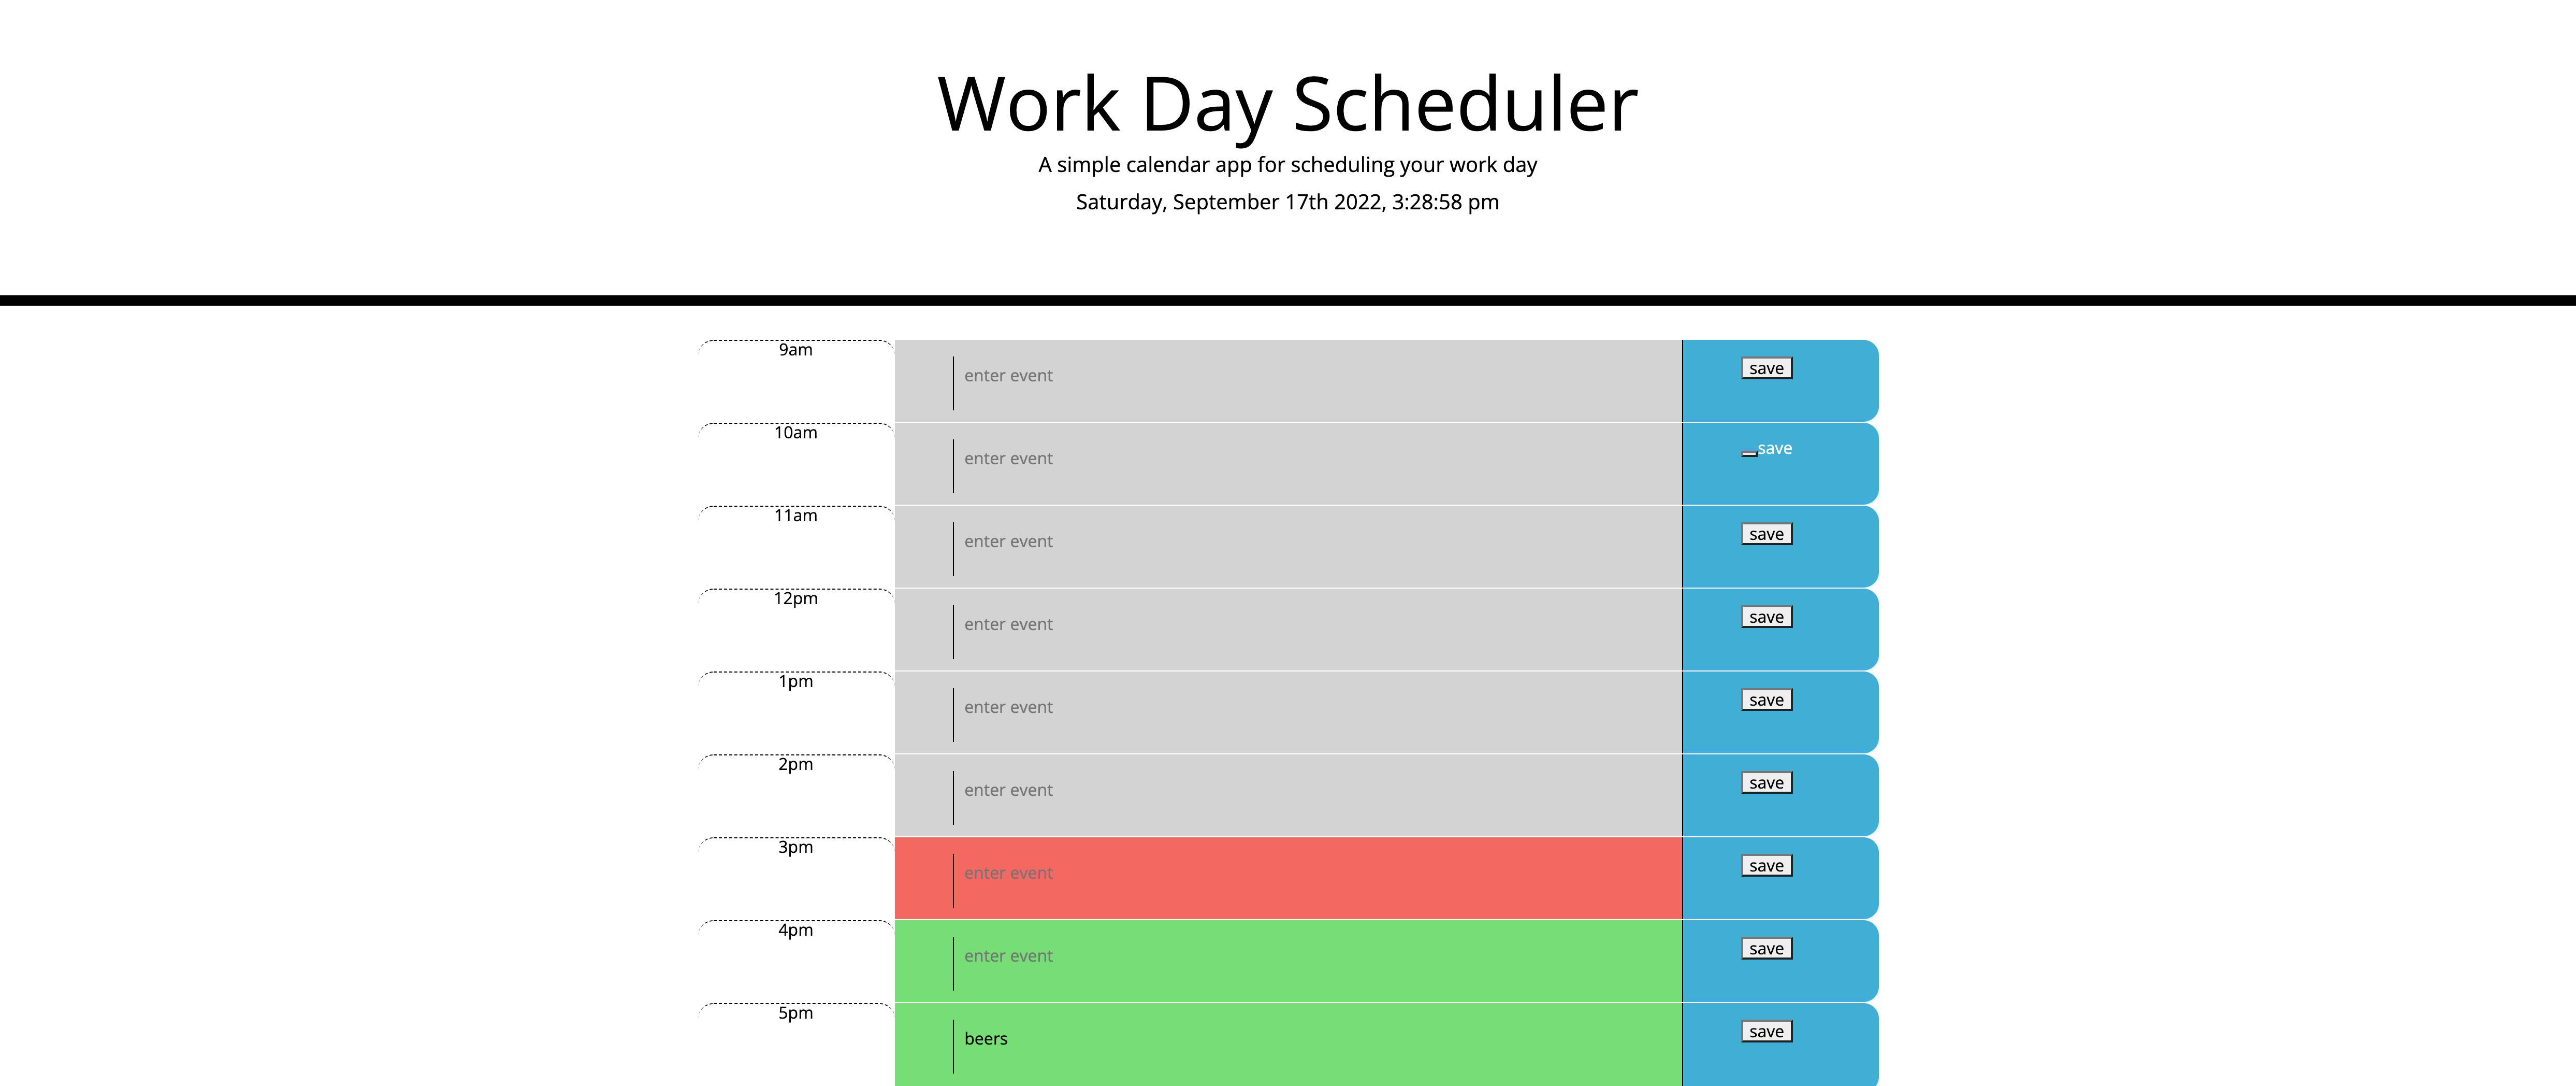 Work Day Scheduler
A simple calendar app for scheduling your work day
Saturday, September 17th 2022, 3:28:58 pm
9am enter event save
10am enter event save
11am enter event save
12pm enter event save
1pm enter event save
2pm enter event save
3pm enter event save
4pm enter event save
5pm beers save